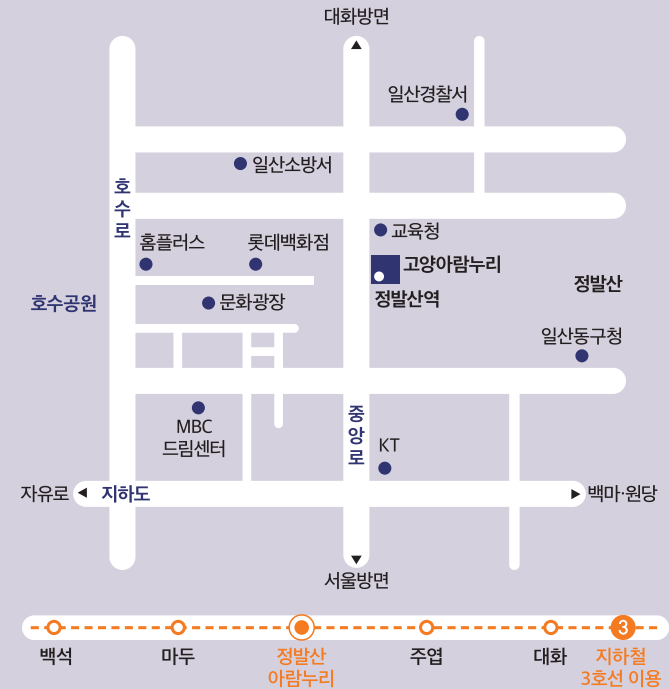 대화방면
일산경찰서
일산소방서
호수로
교육청
홈플러스
롯데백화점
고양아람누리
정발산역
정발산
호수공원
문화광장
일산동구청
MBC
드림센터
중앙로
KT
자유로
지하도
백마·원당
서울방면
3
백석
마두
정발산
아람누리
주엽
대화
지하철
3호선 이용